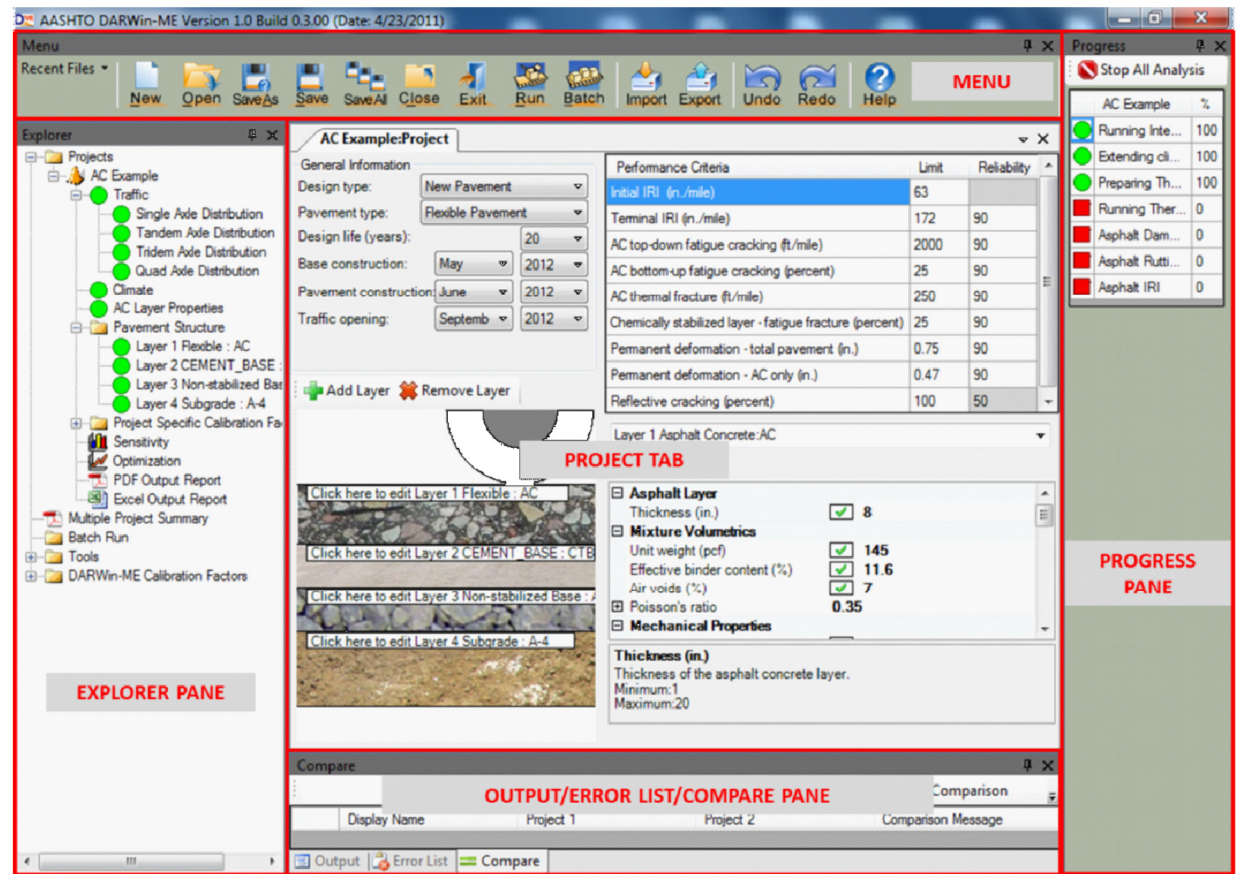 AASHTO DARWin-ME Version 1.0 Build 0.3.00 (Date: 4/23/2011)
Menu
Recent Files
New Open SaveAs Save SaveAll Close Exit Run Batch Import Export Undo Redo Help
MENU
Explorer
Projects
AC Example
Traffic
Single Axle Distribution
Tandem Axle Distribution
Tridem Axle Distribution
Quad Axle Distribution
Climate
AC Layer Properties
Pavement Structure
Layer 1 Flexible : AC
Layer 2 CEMENT_BASE :
Layer 3 Non-stabilized Bas
Layer 4 Subgrade : A-4
Project Specific Calibration Fa
Sensitivity
Optimization
PDF Output Report
Excel Output Report
Multiple Project Summary
Batch Run
Tools
DARWin-ME Calibration Factors
EXPLORER PANE
AC Example:Project
General Information
Design type: New Pavement
Pavement type: Flexible Pavement
Design life (years): 20
Base construction: May 2012
Pavement construction: June 2012
Traffic opening: Septemb 2012
Add Layer Remove Layer
Click here to edit Layer 1 Flexible : AC
Click here to edit Layer 2 CEMENT_BASE : CTB
Click here to edit Layer 3 Non-stabilized Base : A
Click here to edit Layer 4 Subgrade : A-4
PROJECT TAB
Performance Criteria Limit Reliability
Initial IRI (in./mile) 63
Terminal IRI (in./mile) 172 90
AC top-down fatigue cracking (ft/mile) 2000 90
AC bottom-up fatigue cracking (percent) 25 90
AC thermal fracture (ft/mile) 250 90
Chemically stabilized layer - fatigue fracture (percent) 25 90
Permanent deformation - total pavement (in.) 0.75 90
Permanent deformation - AC only (in.) 0.47 90
Reflective cracking (percent) 100 50
Layer 1 Asphalt Concrete:AC
Asphalt Layer
Thickness (in.) 8
Mixture Volumetrics
Unit weight (pcf) 145
Effective binder content (%) 11.6
Air voids (%) 7
Poisson's ratio 0.35
Mechanical Properties
Thickness (in.)
Thickness of the asphalt concrete layer.
Minimum:1
Maximum:20
Compare
OUTPUT/ERROR LIST/COMPARE PANE
Comparison
Display Name Project 1 Project 2 Comparison Message
Output Error List Compare
Progress
Stop All Analysis
AC Example %
Running Inte... 100
Extending cli... 100
Preparing Th... 100
Running Ther... 0
Asphalt Dam... 0
Asphalt Rutti... 0
Asphalt IRI 0
PROGRESS
PANE